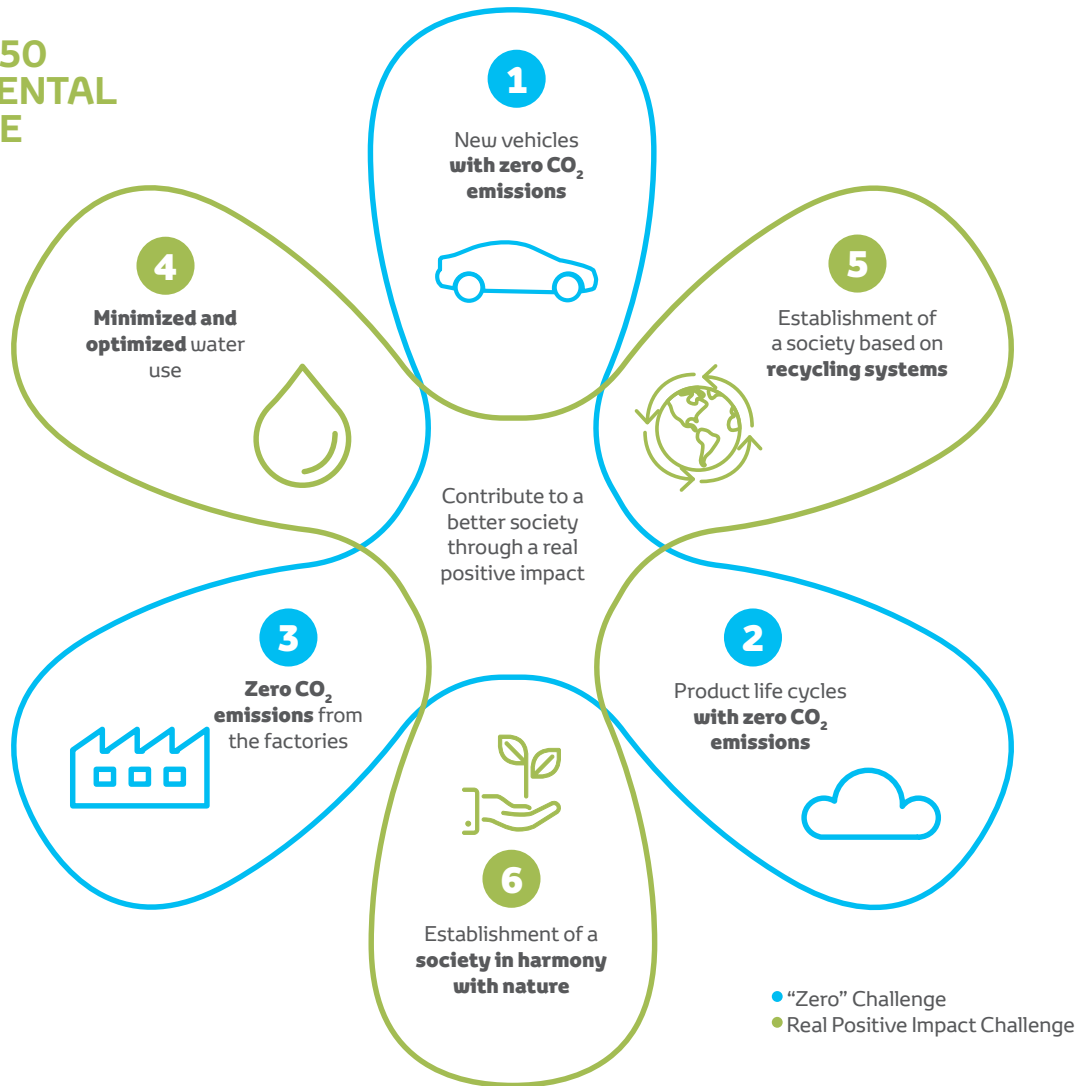 50
ENTAL
E
1
New vehicles
with zero CO₂
emissions
4
Minimized and
optimized water
use
5
Establishment of
a society based on
recycling systems
Contribute to a
better society
through a real
positive impact
3
Zero CO₂
emissions from
the factories
2
Product life cycles
with zero CO₂
emissions
6
Establishment of a
society in harmony
with nature
“Zero” Challenge
Real Positive Impact Challenge